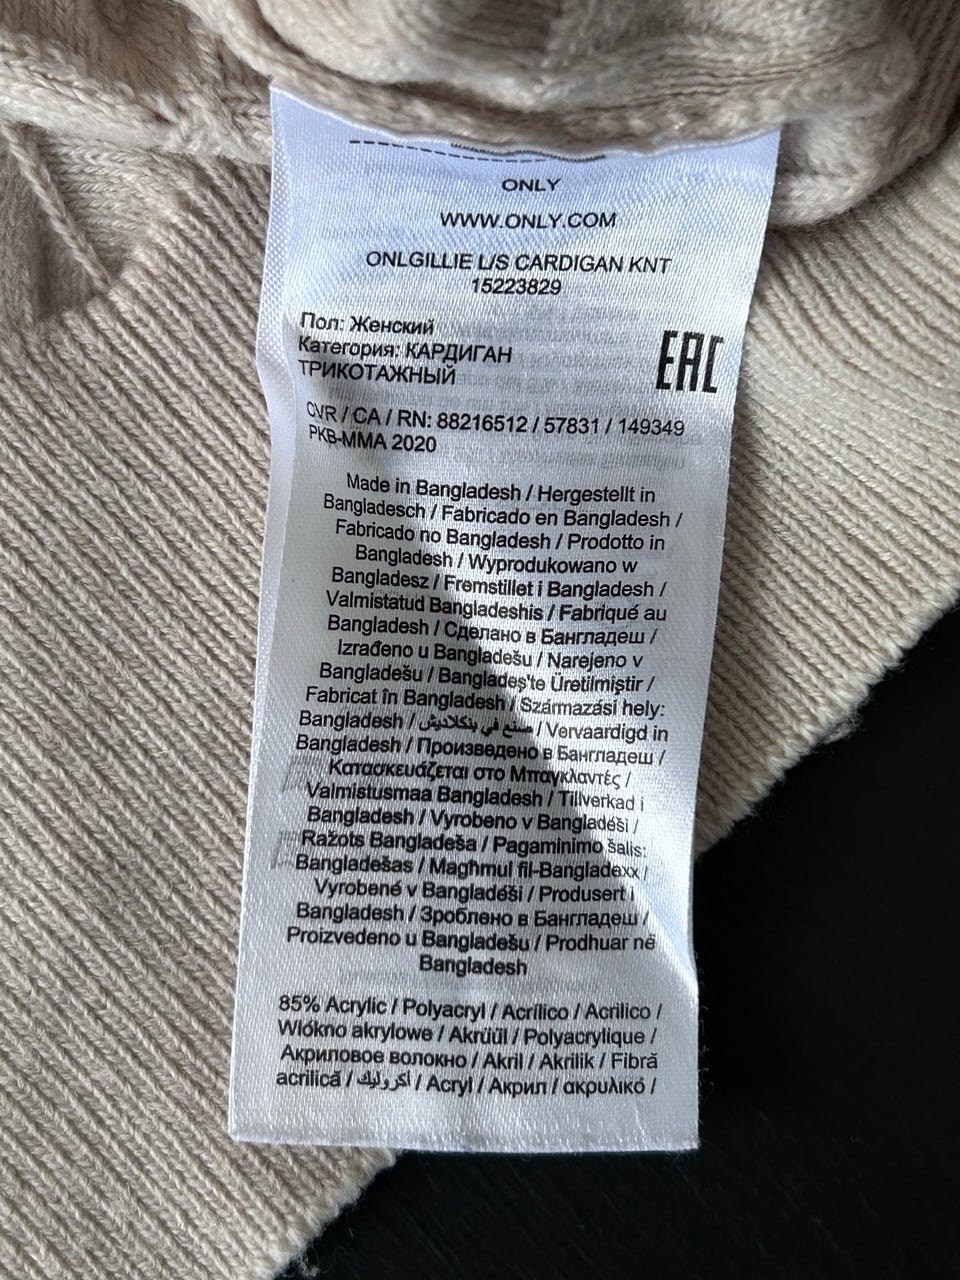 ONLY
WWW.ONLY.COM
ONLGILLIE L/S CARDIGAN KNT
15223829
Пол: Женский
Категория: КАРДИГАН
ТРИКОТАЖНЫЙ
EAC
CVR / CA / RN: 88216512 / 57831 / 149349
PKB-MMA 2020
Made in Bangladesh / Hergestellt in
Bangladesch / Fabricado en Bangladesh /
Fabricado no Bangladesh / Prodotto in
Bangladesh / Wyprodukowano w
Bangladesz / Fremstillet i Bangladesh /
Valmistatud Bangladeshis / Fabriqué au
Bangladesh / Сделано в Бангладеш /
Izrađeno u Bangladešu / Narejeno v
Bangladešu / Bangladeş'te Üretilmiştir /
Fabricat în Bangladesh / Származási hely:
Bangladesh / صنع في بنكلاديش / Vervaardigd in
Bangladesh / Произведено в Бангладеш /
Κατασκευάζεται στο Μπαγκλαντές /
Valmistusmaa Bangladesh / Tillverkad i
Bangladesh / Vyrobeno v Bangladéši /
Ražots Bangladeša / Pagaminimo šalis:
Bangladešas / Magħmul fil-Bangladexx /
Vyrobené v Bangladéši / Produsert i
Bangladesh / Зроблено в Бангладеш /
Proizvedeno u Bangladešu / Prodhuar në
Bangladesh
85% Acrylic / Polyacryl / Acrílico / Acrilico /
Włókno akrylowe / Akrüül / Polyacrylique /
Акриловое волокно / Akril / Akrilik / Fibră
acrilică / أكروليك / Acryl / Акрил / ακρυλικό /